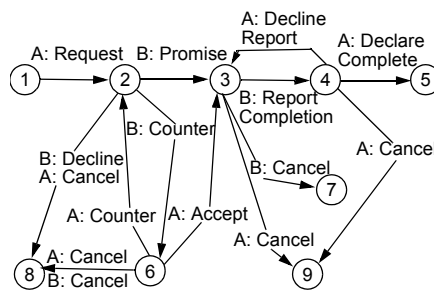 A: Decline
Report
A: Declare
Complete
A: Request
B: Promise
1
2
3
4
5
B: Report
Completion
B: Counter
B: Decline
A: Cancel
A: Cancel
B: Cancel
7
A: Counter
A: Accept
A: Cancel
A: Cancel
B: Cancel
8
6
9